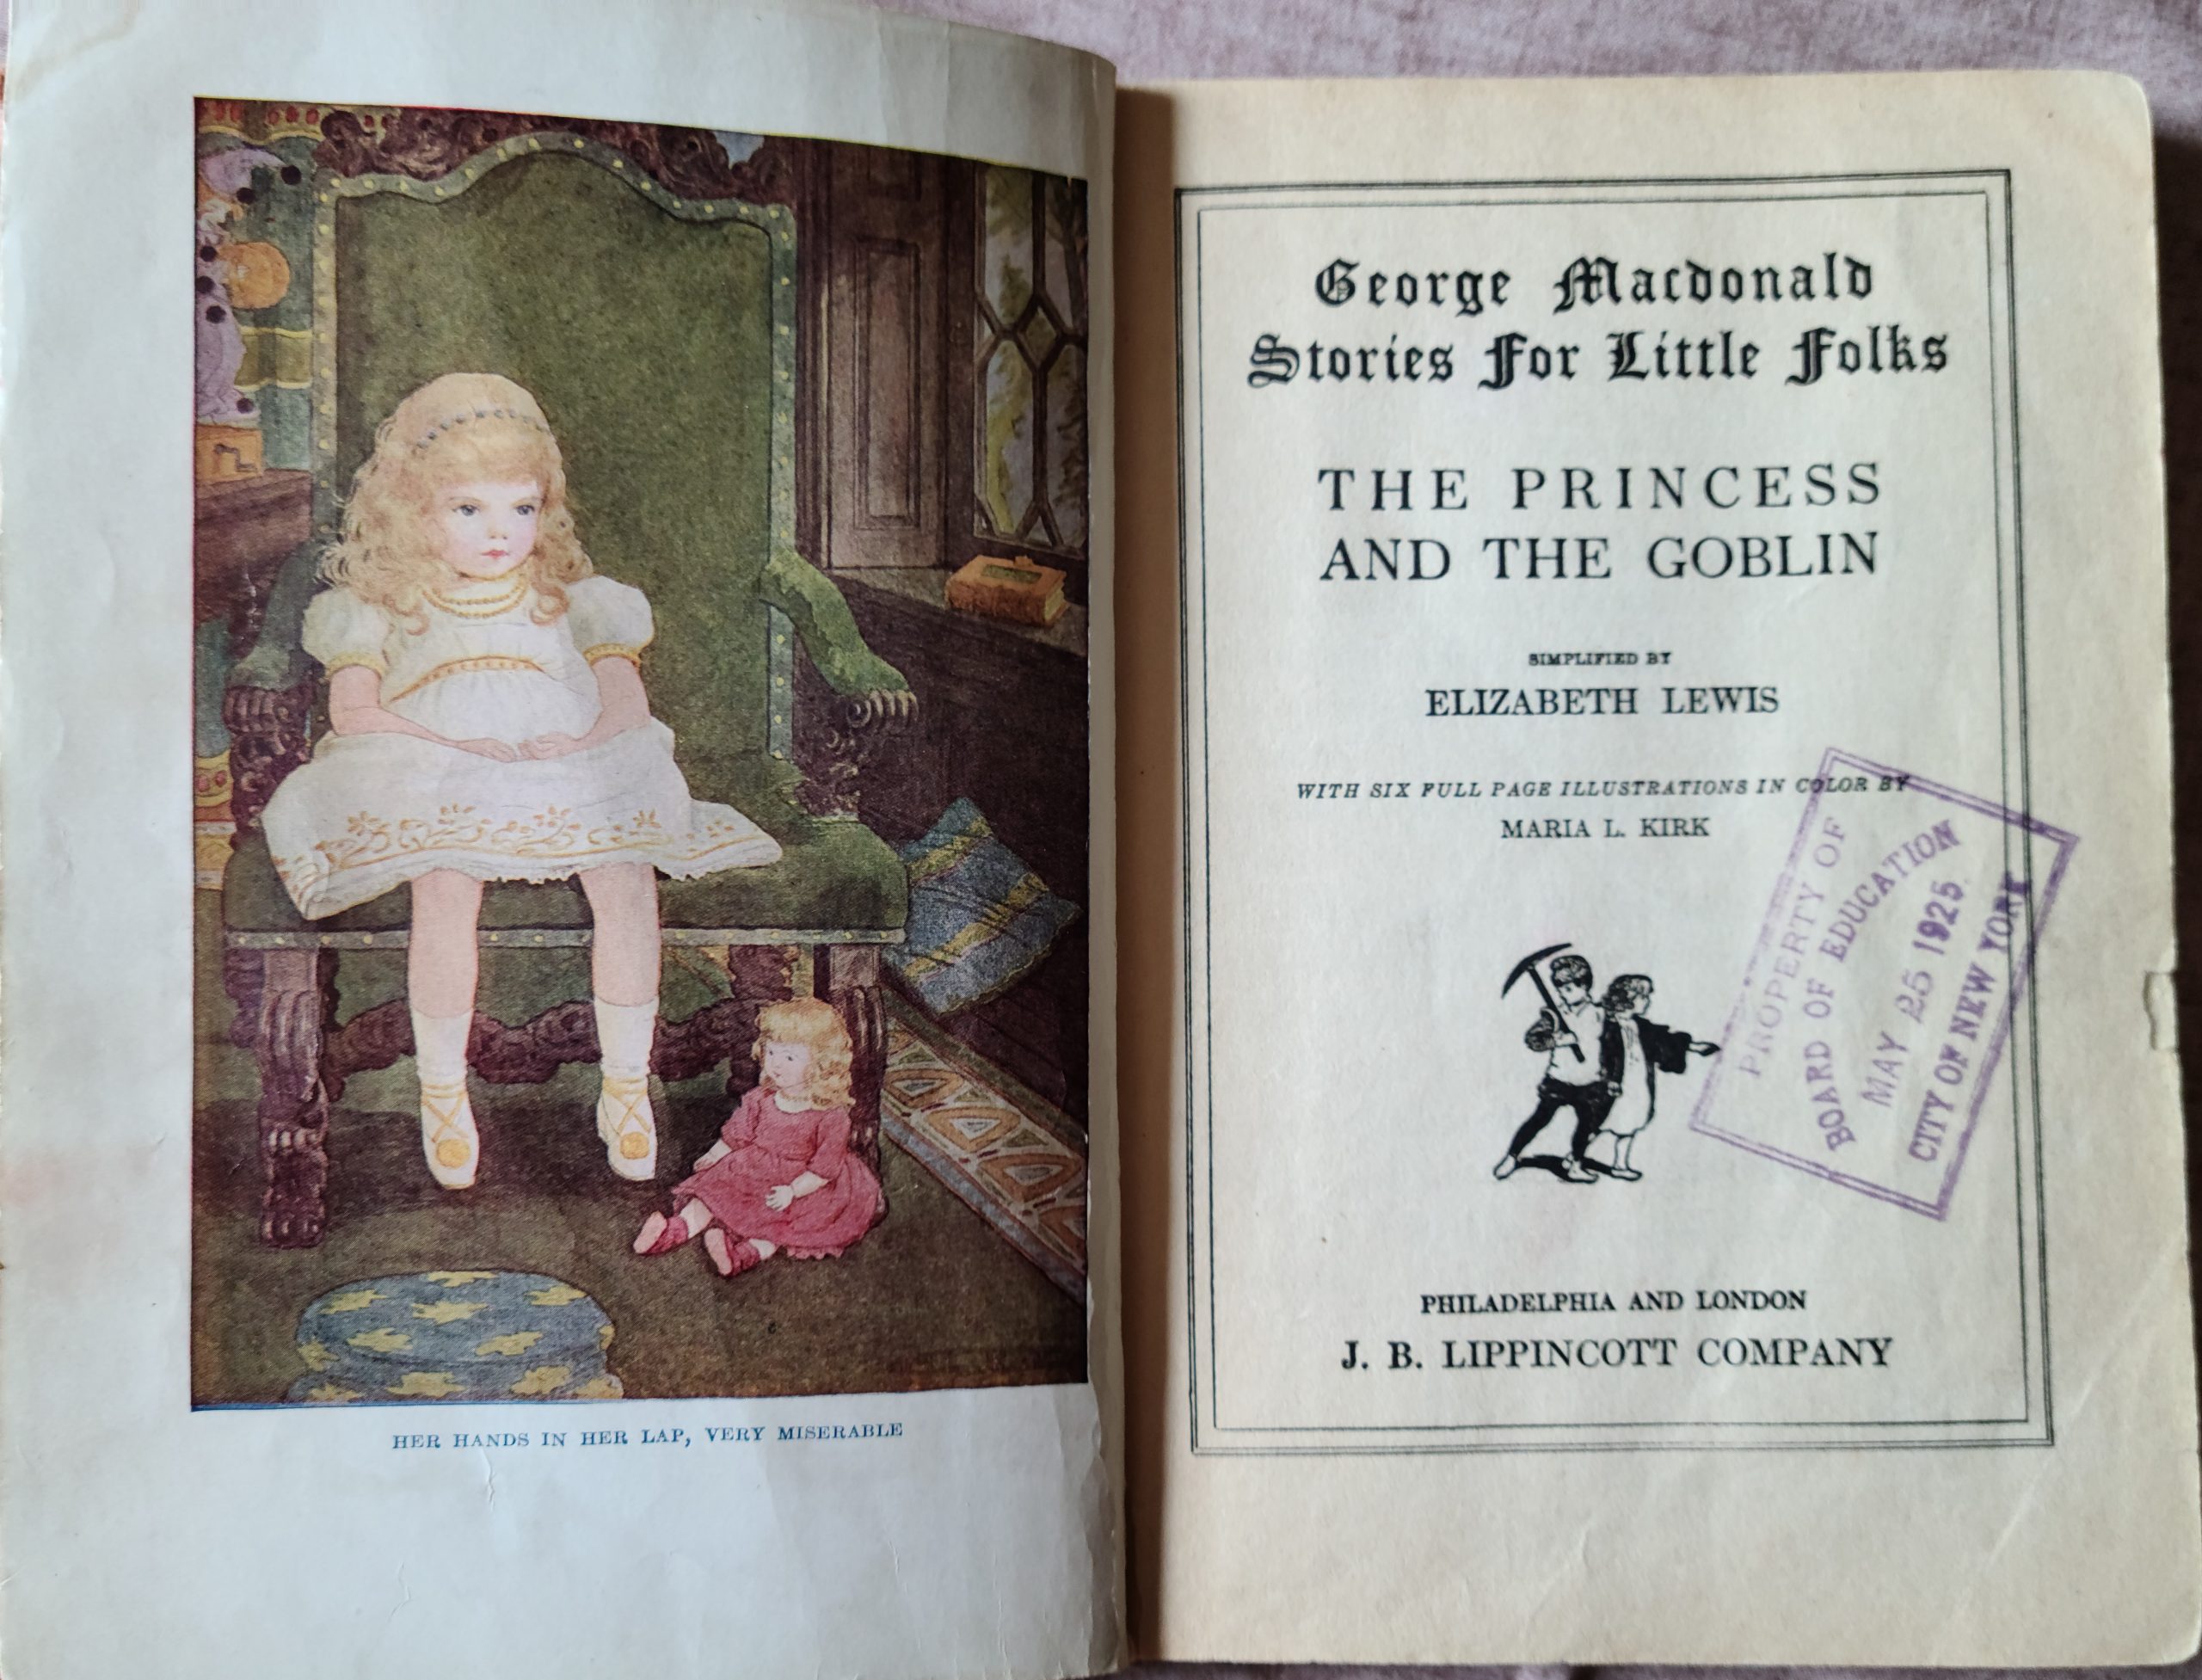 HER HANDS IN HER LAP, VERY MISERABLE
George Macdonald
Stories For Little Folks
THE PRINCESS
AND THE GOBLIN
SIMPLIFIED BY
ELIZABETH LEWIS
WITH SIX FULL PAGE ILLUSTRATIONS IN COLOR BY
MARIA L. KIRK
PROPERTY OF
BOARD OF EDUCATION
MAY 25 1925
CITY OF NEW YORK
PHILADELPHIA AND LONDON
J. B. LIPPINCOTT COMPANY